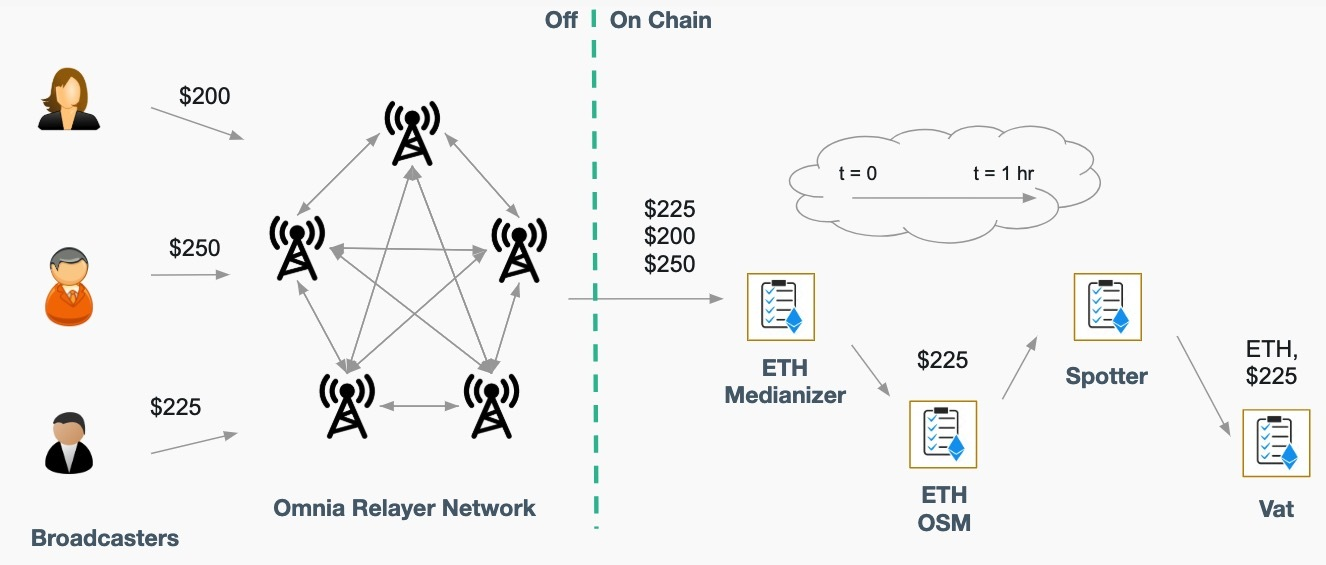 Off
On Chain
$200
$250
$225
Broadcasters
Omnia Relayer Network
$225
$200
$250
t = 0
t = 1 hr
ETH
Medianizer
$225
ETH
OSM
Spotter
ETH,
$225
Vat